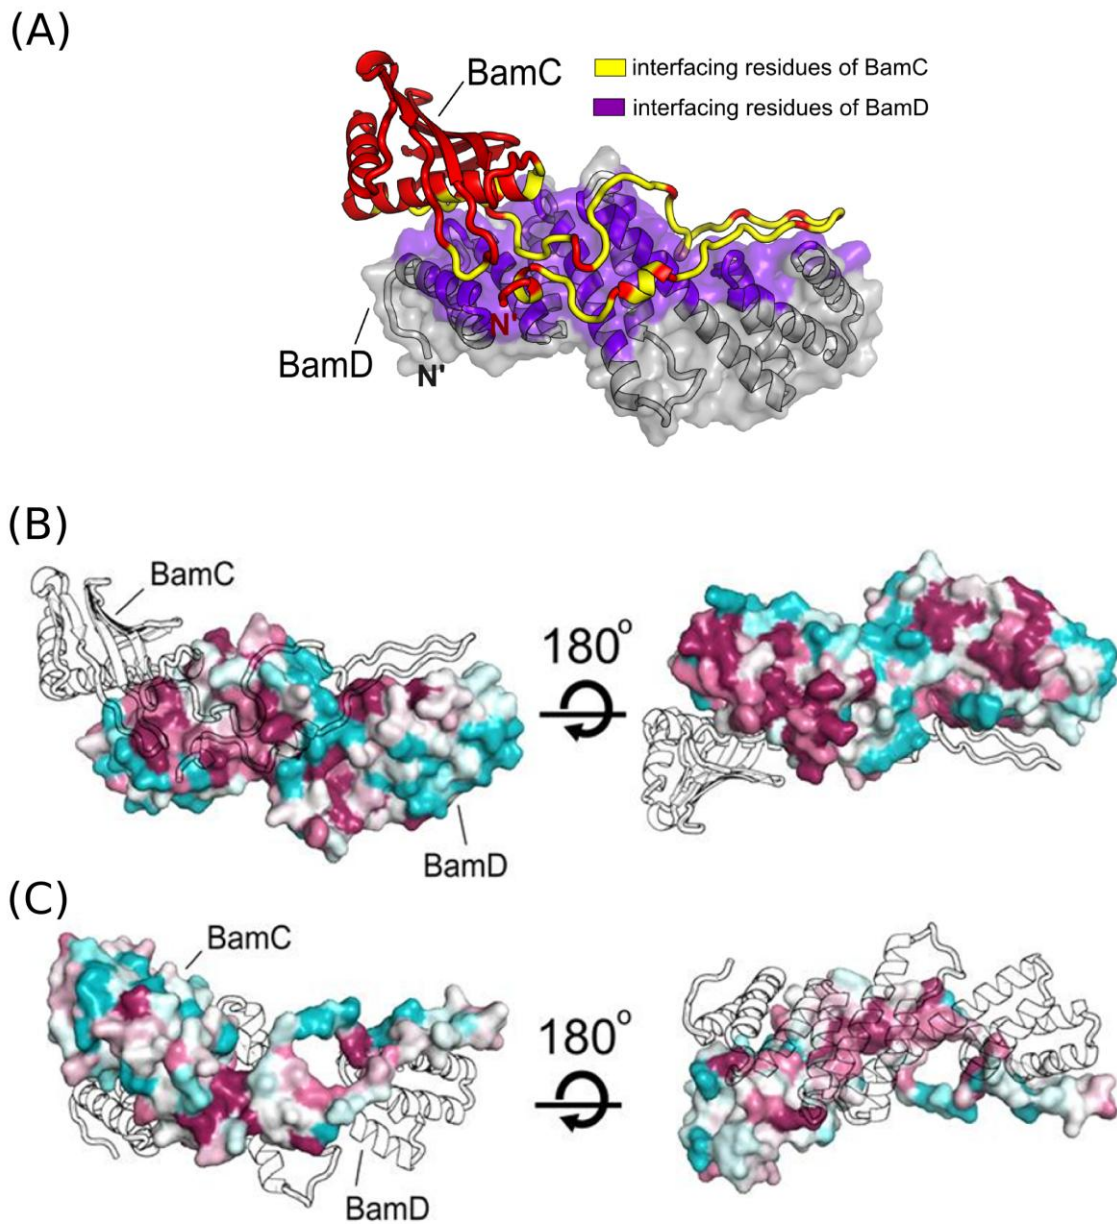 (A)
BamC
interfacing residues of BamC
interfacing residues of BamD
N'
BamD
N'
(B)
BamC
180°
BamD
(C)
BamC
180°
BamD